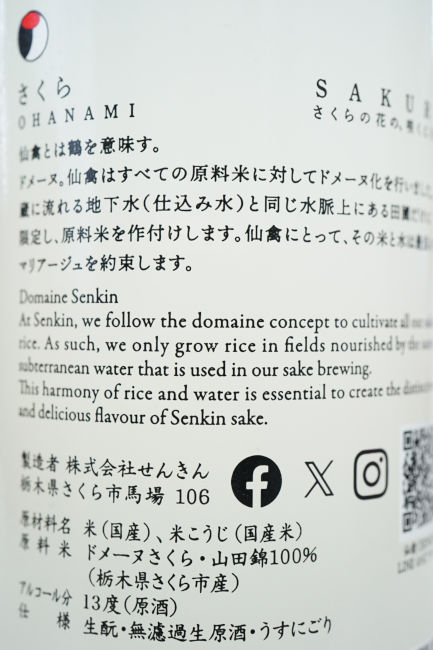 さくら
OHANAMI
SAKUR
さくらの花の、咲く
仙禽とは鶴を意味す。
ドメーヌ。仙禽はすべての原料米に対してドメーヌ化を行いまし
蔵に流れる地下水（仕込み水）と同じ水脈上にある田圃
限定し、原料米を作付けします。仙禽にとって、その米と水は
マリアージュを約束します。
Domaine Senkin
At Senkin, we follow the domaine concept to cultivate all our sake
rice. As such, we only grow rice in fields nourished by the same
subterranean water that is used in our sake brewing.
This harmony of rice and water is essential to create the distinctive
and delicious flavour of Senkin sake.
製造者 株式会社せんきん
栃木県さくら市馬場 106
原材料名 米（国産）、米こうじ（国産米）
原料米 ドメーヌさくら・山田錦100％
（栃木県さくら市産）
アルコール分 13度（原酒）
仕様 生酛・無濾過生原酒・うすにごり